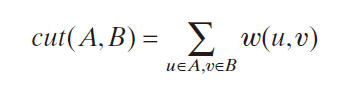 cut(A,B) = ∑ w(u,v)
u∈A,v∈B